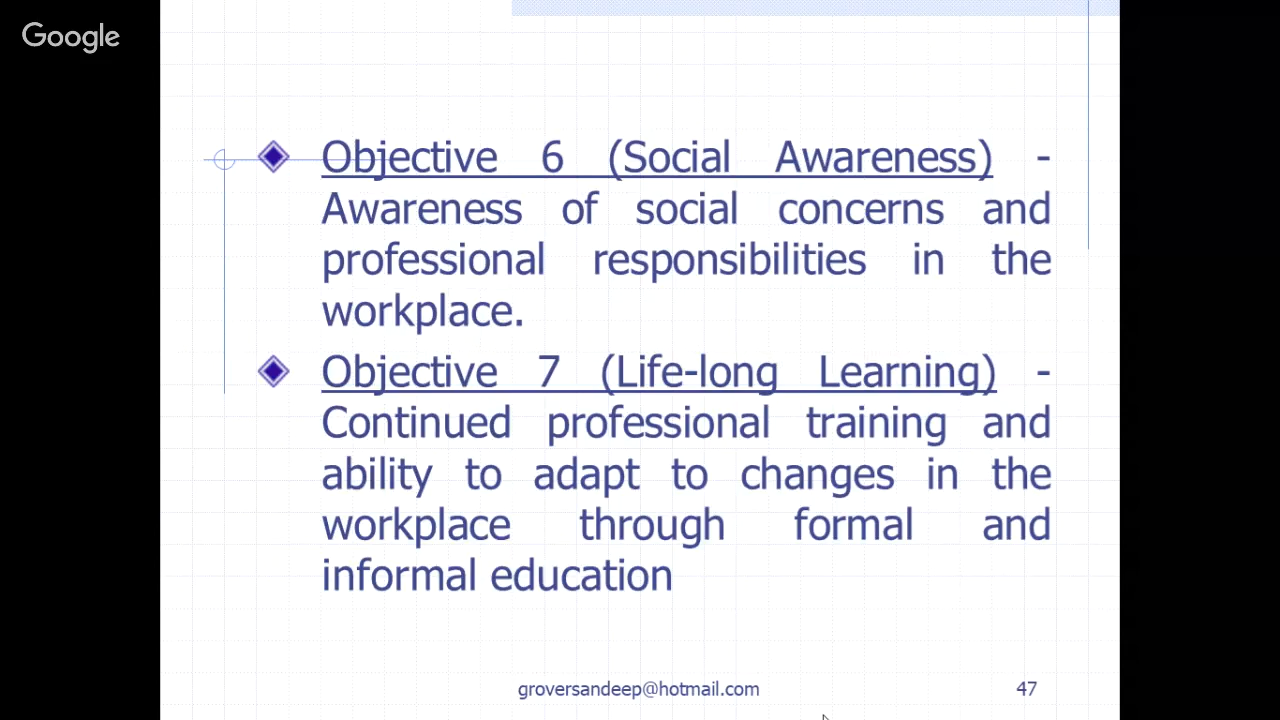 Google
Objective 6 (Social Awareness) -
Awareness of social concerns and
professional responsibilities in the
workplace.
Objective 7 (Life-long Learning) -
Continued professional training and
ability to adapt to changes in the
workplace through formal and
informal education
groversandeep@hotmail.com 47